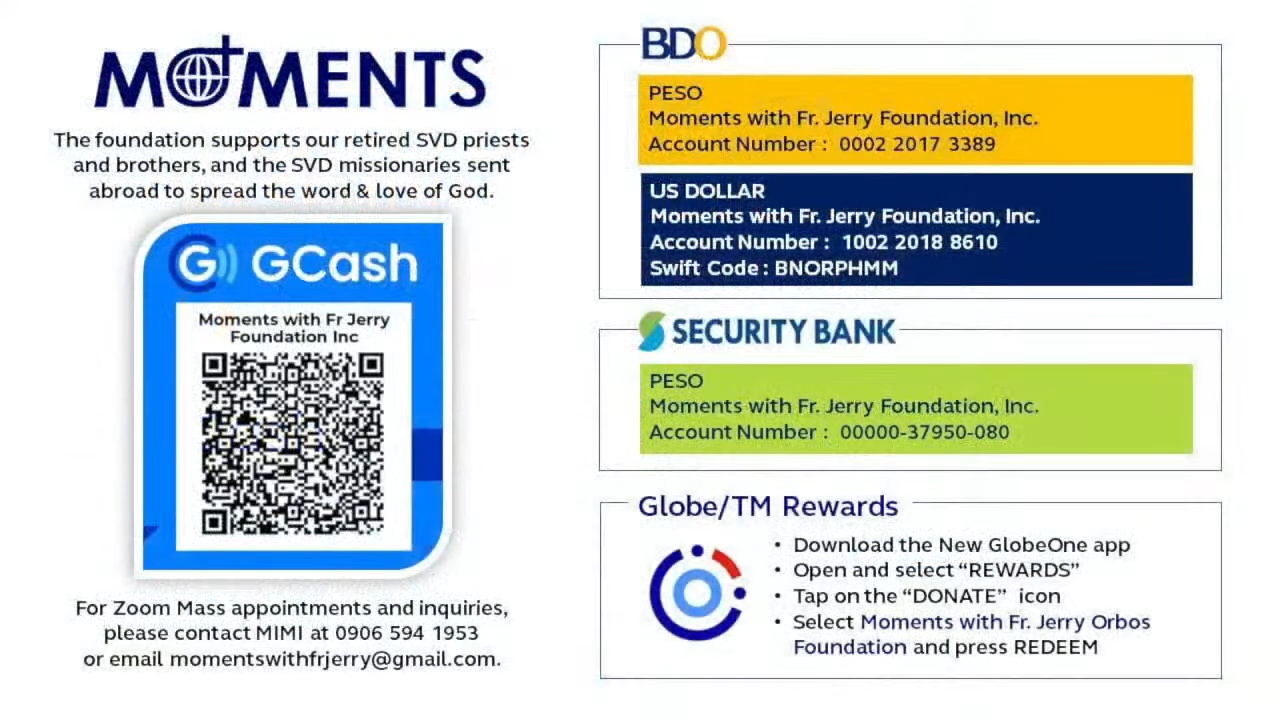 MOMENTS
The foundation supports our retired SVD priests
and brothers, and the SVD missionaries sent
abroad to spread the word & love of God.
GCash
Moments with Fr Jerry
Foundation Inc
For Zoom Mass appointments and inquiries,
please contact MIMI at 0906 594 1953
or email momentswithfrjerry@gmail.com.
BDO
PESO
Moments with Fr. Jerry Foundation, Inc.
Account Number : 0002 2017 3389
US DOLLAR
Moments with Fr. Jerry Foundation, Inc.
Account Number : 1002 2018 8610
Swift Code : BNORPHMM
SECURITY BANK
PESO
Moments with Fr. Jerry Foundation, Inc.
Account Number : 00000-37950-080
Globe/TM Rewards
• Download the New GlobeOne app
• Open and select “REWARDS”
• Tap on the “DONATE” icon
• Select Moments with Fr. Jerry Orbos
Foundation and press REDEEM